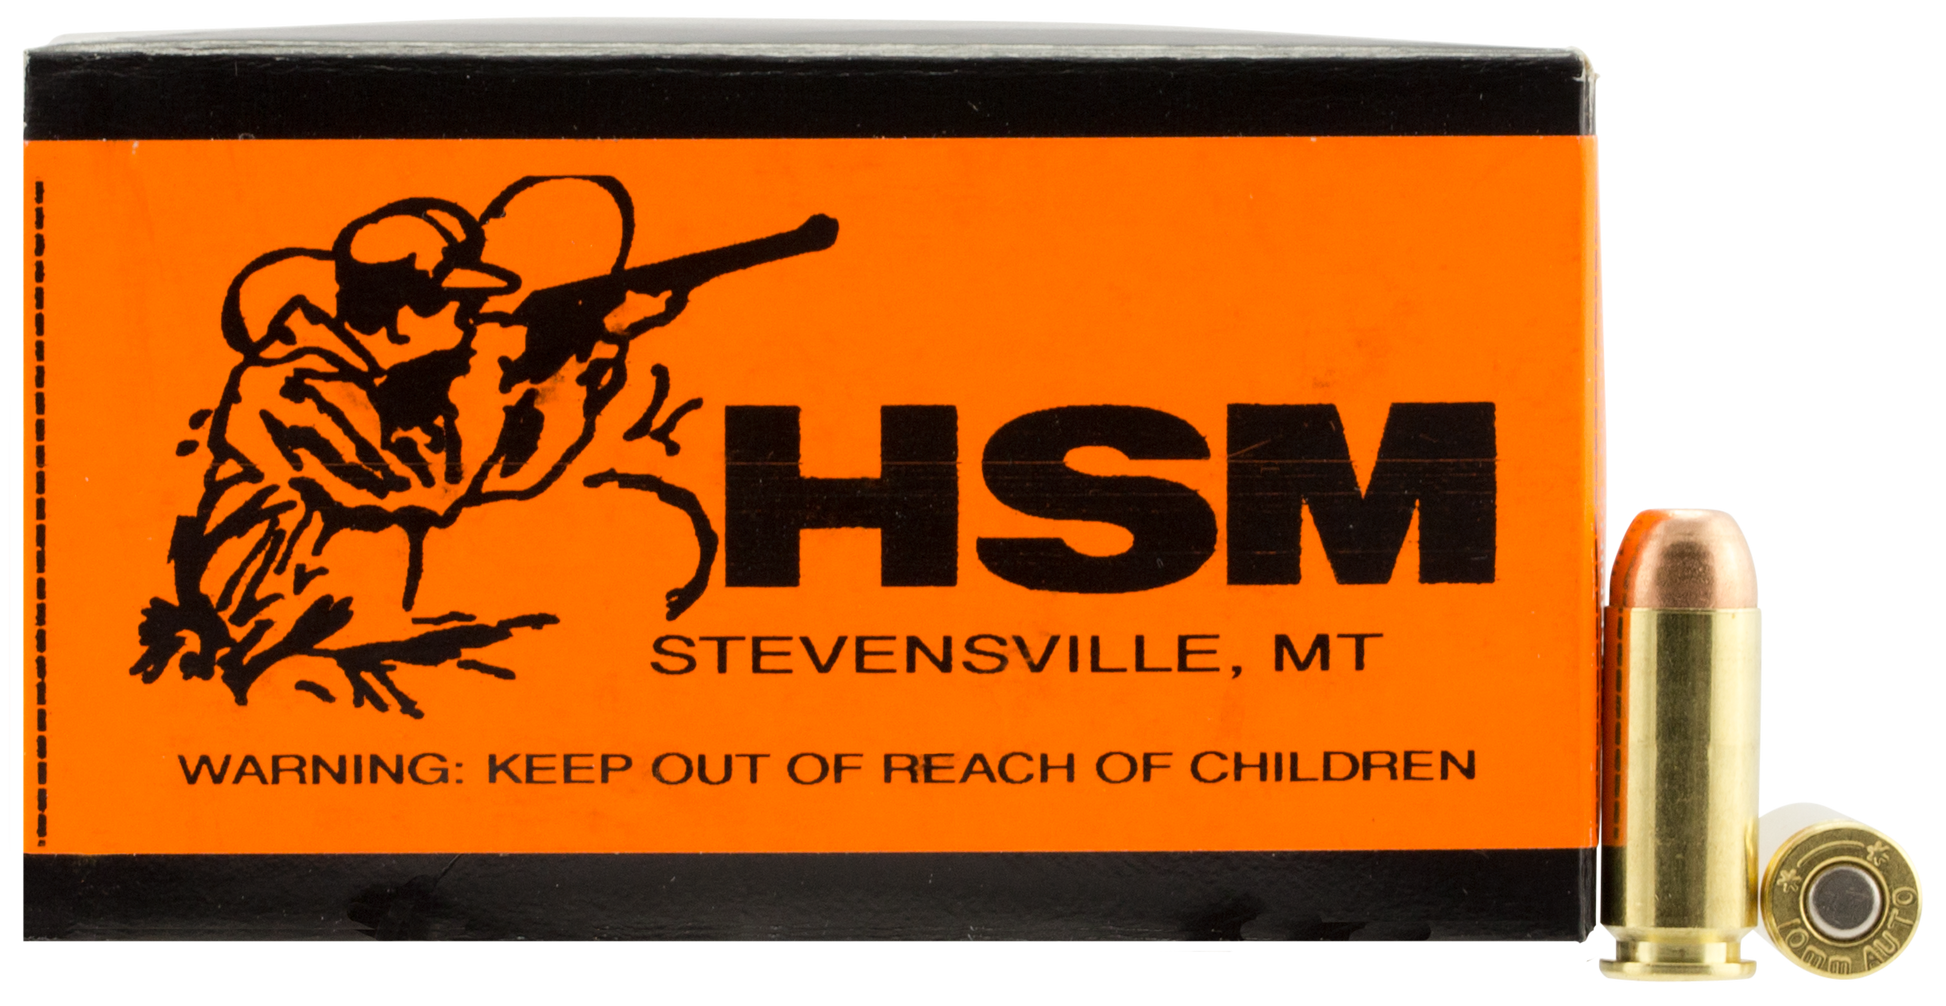 HSM
STEVENSVILLE, MT
WARNING: KEEP OUT OF REACH OF CHILDREN
10mm AUTO